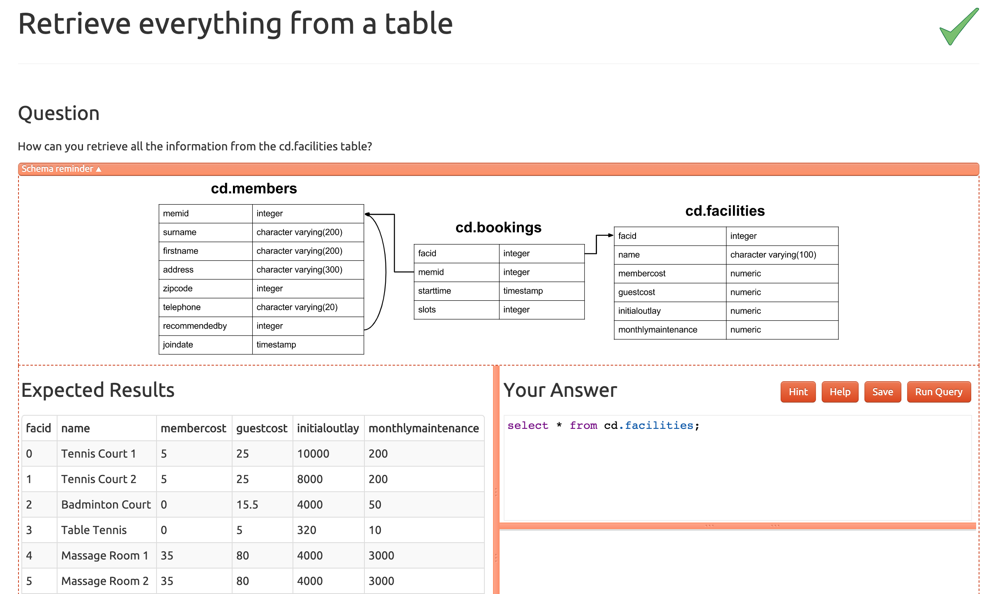 Retrieve everything from a table
Question
How can you retrieve all the information from the cd.facilities table?
Schema reminder ▲
cd.members
memid integer
surname character varying(200)
firstname character varying(200)
address character varying(300)
zipcode integer
telephone character varying(20)
recommendedby integer
joindate timestamp
cd.bookings
facid integer
memid integer
starttime timestamp
slots integer
cd.facilities
facid integer
name character varying(100)
membercost numeric
guestcost numeric
initialoutlay numeric
monthlymaintenance numeric
Expected Results
facid name membercost guestcost initialoutlay monthlymaintenance
0 Tennis Court 1 5 25 10000 200
1 Tennis Court 2 5 25 8000 200
2 Badminton Court 0 15.5 4000 50
3 Table Tennis 0 5 320 10
4 Massage Room 1 35 80 4000 3000
5 Massage Room 2 35 80 4000 3000
Your Answer
Hint Help Save Run Query
select * from cd.facilities;